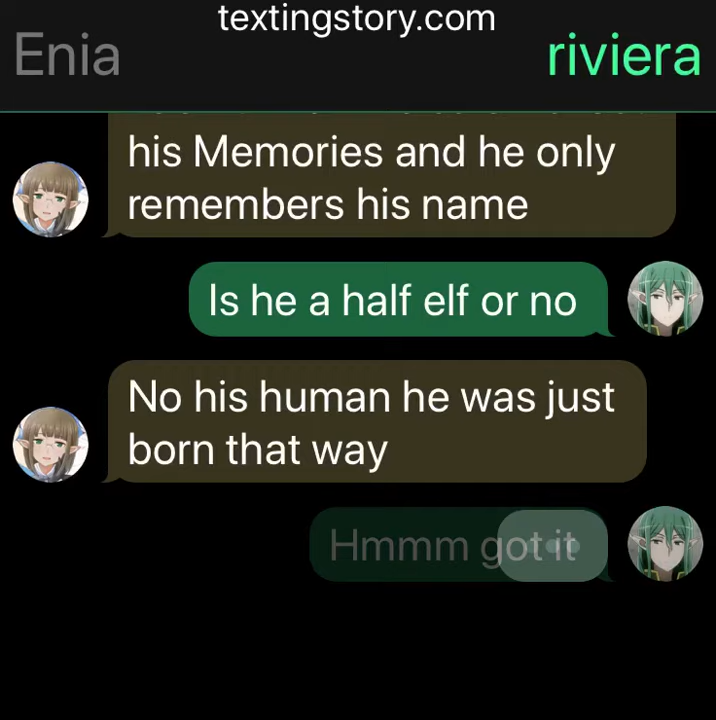 textingstory.com
Enia
riviera
his Memories and he only
remembers his name
Is he a half elf or no
No his human he was just
born that way
Hmmm got it